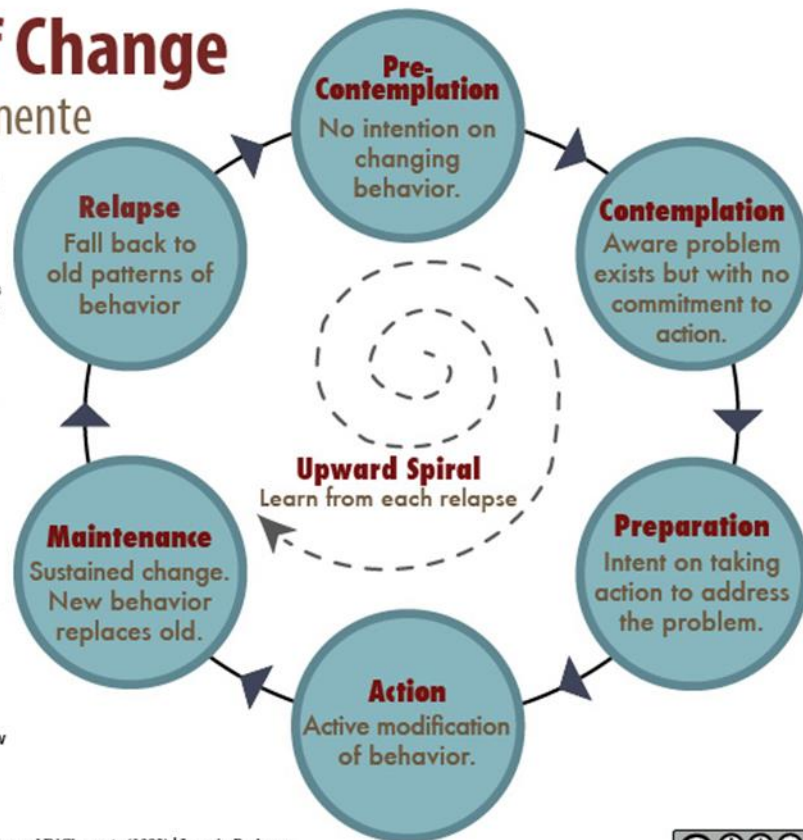 Change
Pre-
Contemplation
No intention on
changing
behavior.
Relapse
Fall back to
old patterns of
behavior
Contemplation
Aware problem
exists but with no
commitment to
action.
Upward Spiral
Learn from each relapse
Maintenance
Sustained change.
New behavior
replaces old.
Preparation
Intent on taking
action to address
the problem.
Action
Active modification
of behavior.